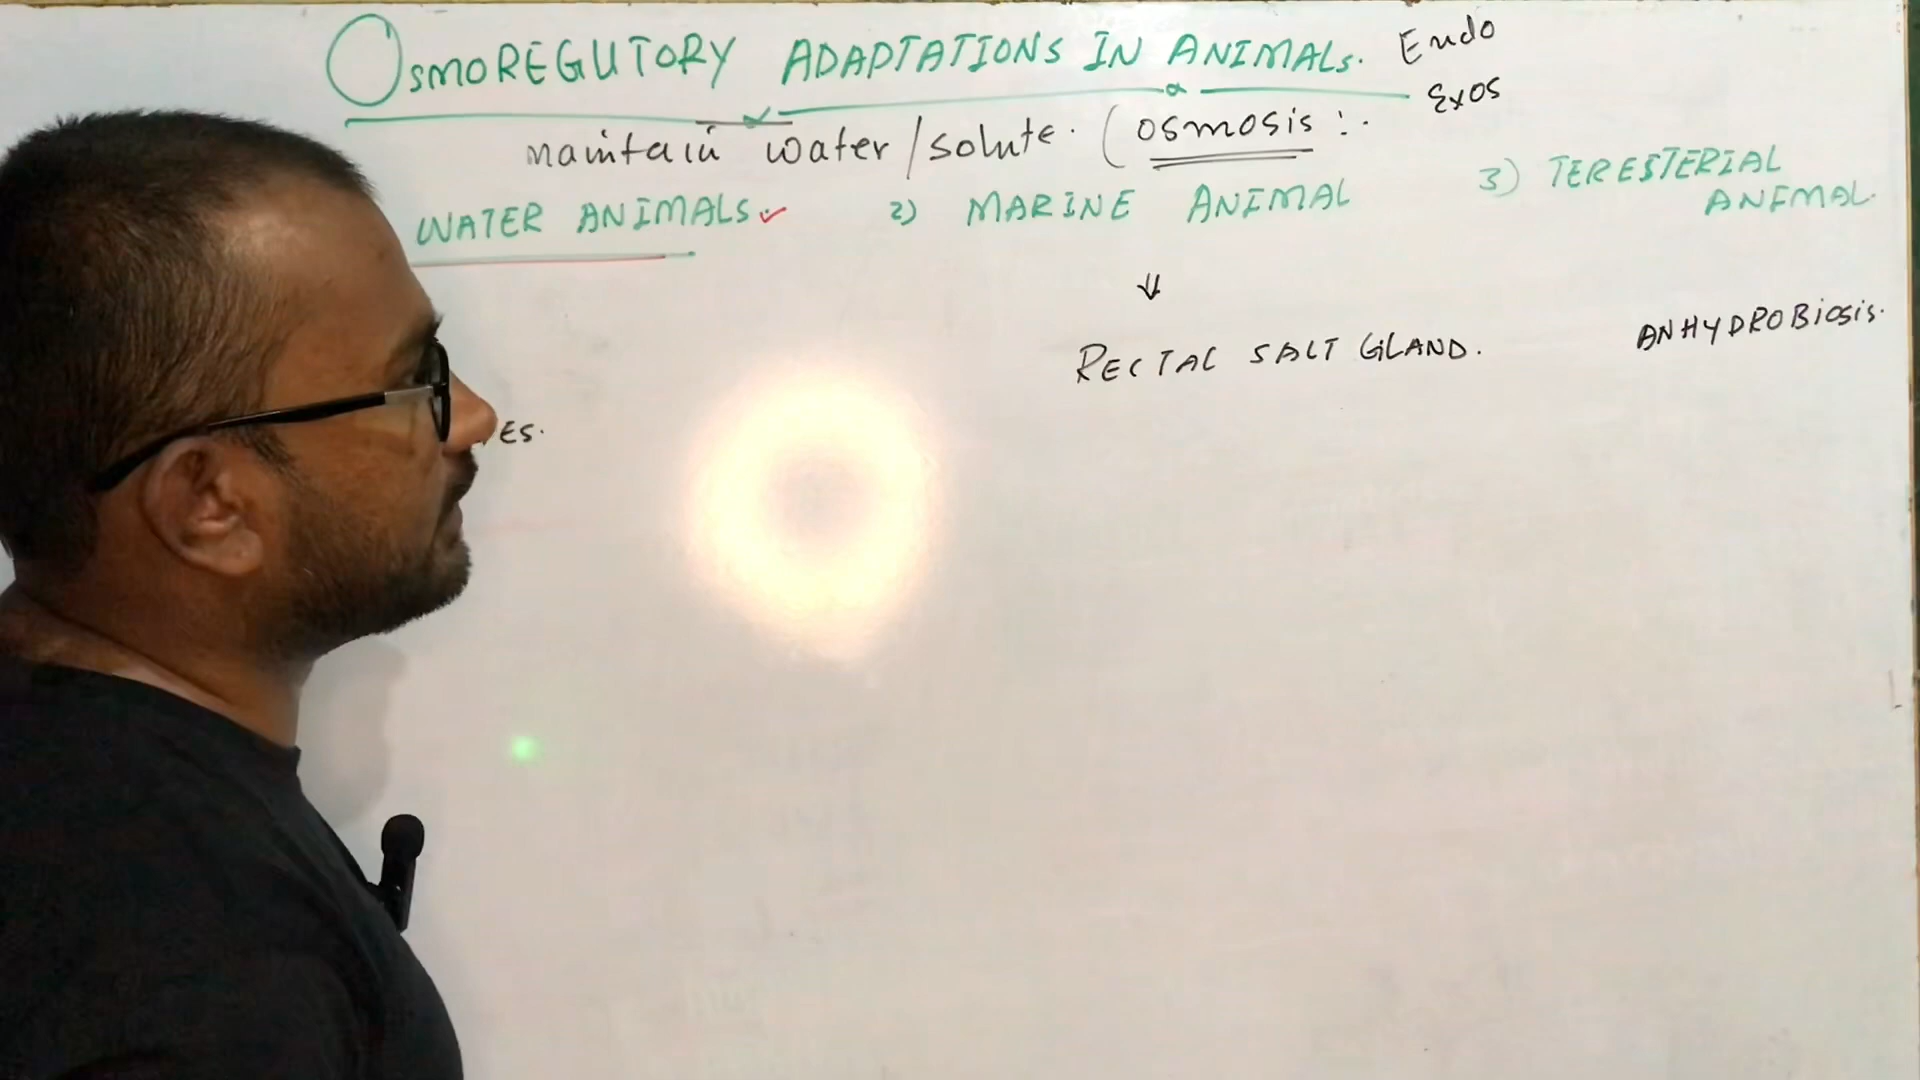 OSMOREGUTORY ADAPTATIONS IN ANIMALS. Endo
Exos
maintain water/solute. (osmosis :.
WATER ANIMALS ✓ 2) MARINE ANIMAL 3) TERESTERIAL
ANIMAL.
↓
RECTAL SALT GLAND. ANHYDROBiosis.
ES.